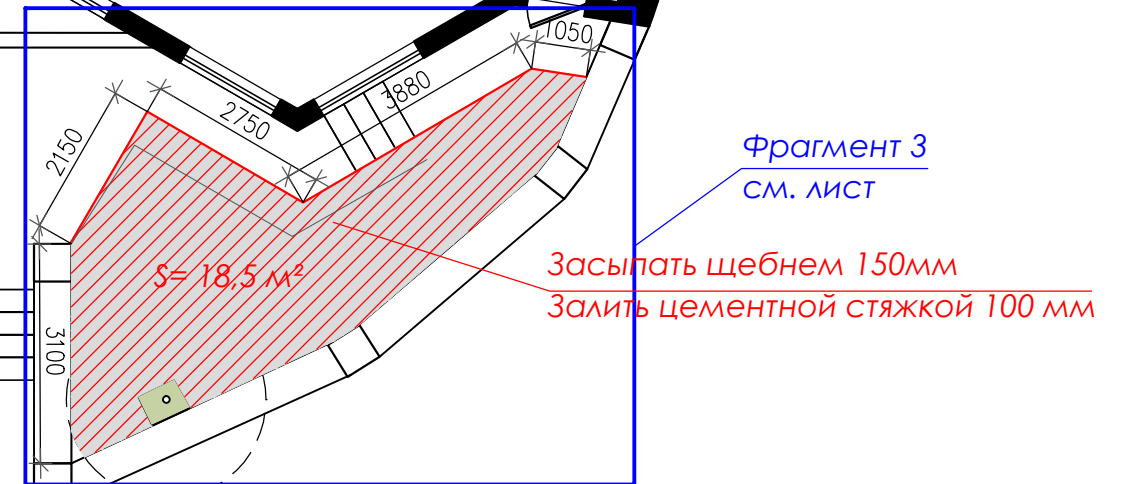 1050
3880
2750
2150
Фрагмент 3
см. лист
Засыпать щебнем 150мм
S= 18,5 м²
Залить цементной стяжкой 100 мм
3100